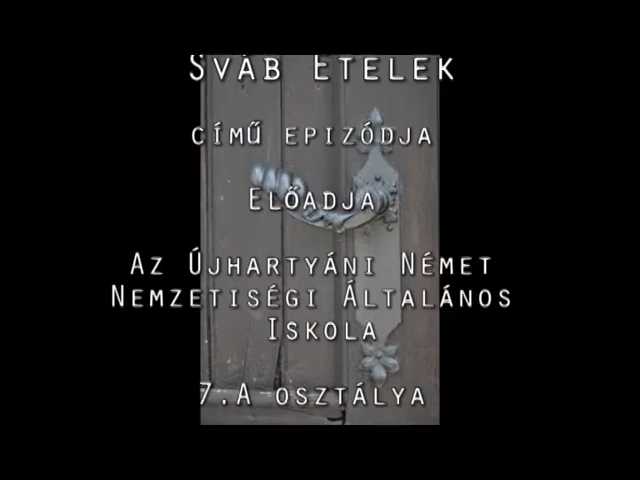 Sváb Ételek
című epizódja
Előadja
Az Újhartyáni Német
Nemzetiségi Általános
Iskola
7.A osztálya